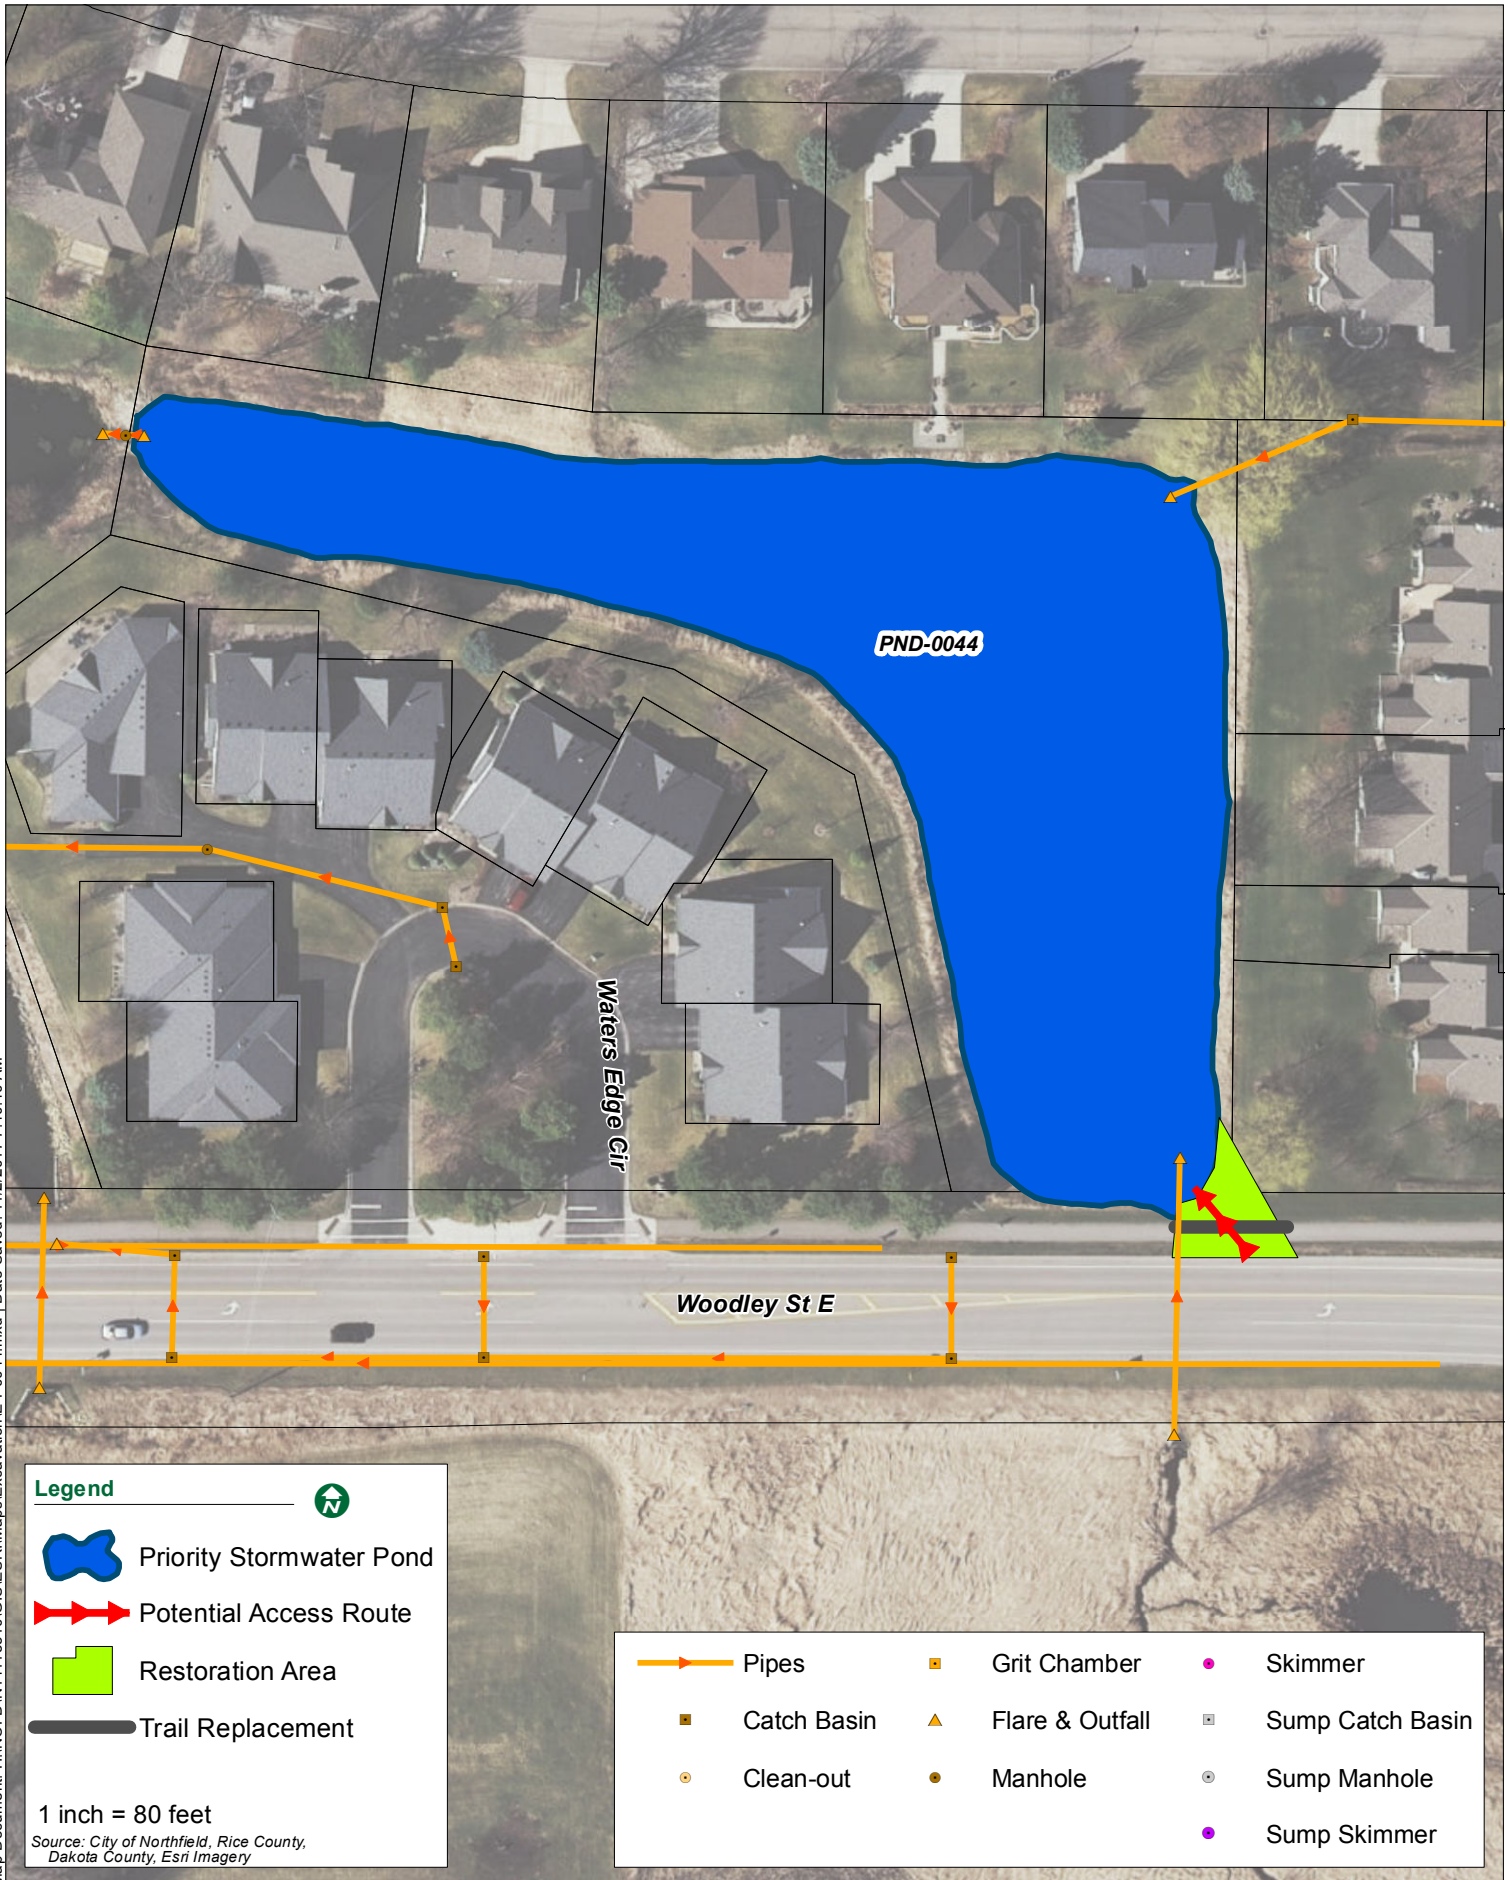 PND-0044
Waters Edge Cir
Woodley St E
Legend
N
Priority Stormwater Pond
Potential Access Route
Restoration Area
Trail Replacement
1 inch = 80 feet
Source: City of Northfield, Rice County,
Dakota County, Esri Imagery
Pipes
Grit Chamber
Skimmer
Catch Basin
Flare & Outfall
Sump Catch Basin
Clean-out
Manhole
Sump Manhole
Sump Skimmer